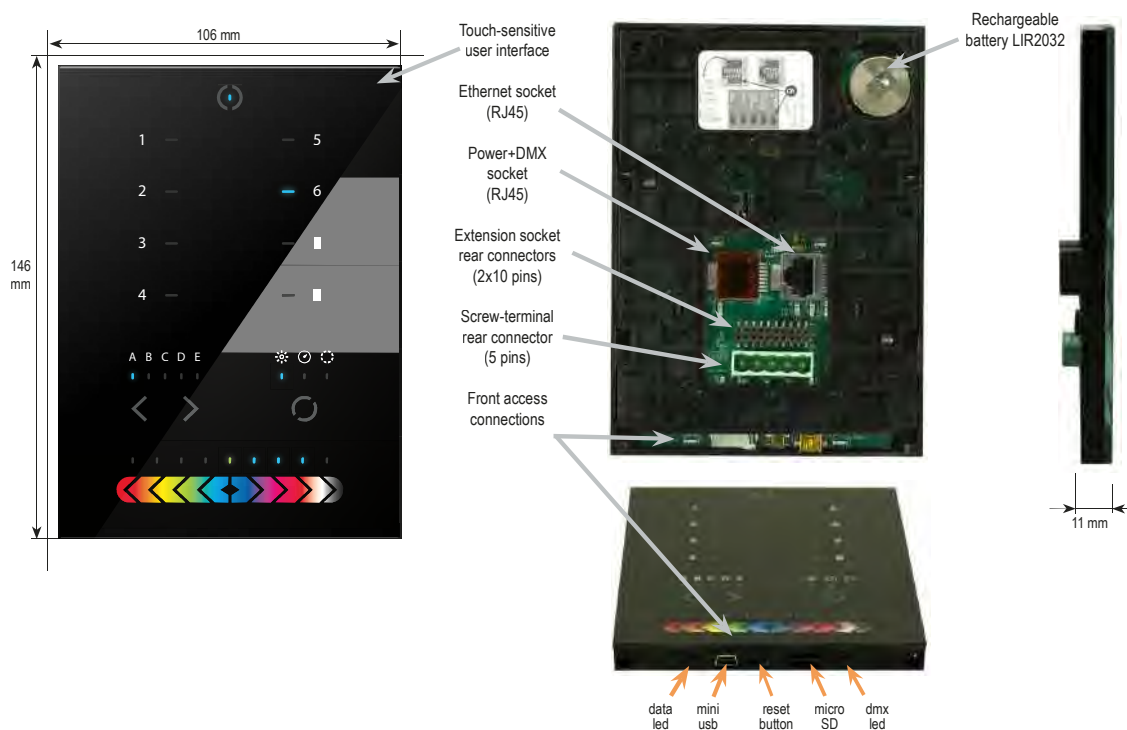 106 mm
146
mm
1
2
3
4
5
6
A B C D E
Touch-sensitive
user interface
Ethernet socket
(RJ45)
Power+DMX
socket
(RJ45)
Extension socket
rear connectors
(2x10 pins)
Screw-terminal
rear connector
(5 pins)
Front access
connections
Rechargeable
battery LIR2032
11 mm
data
led
mini
usb
reset
button
micro
SD
dmx
led